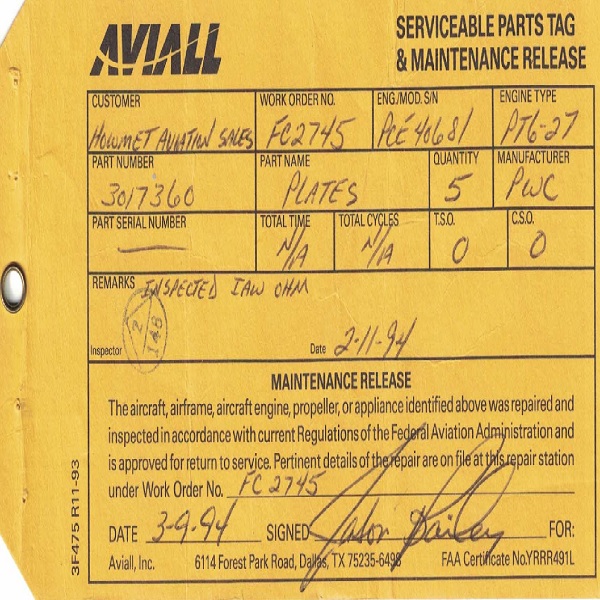 AVIALL
SERVICEABLE PARTS TAG
& MAINTENANCE RELEASE
CUSTOMER WORK ORDER NO. ENG./MOD. S/N ENGINE TYPE
HOWMET AVIATION SALES FC2745 PCE 40681 PT6-27
PART NUMBER PART NAME QUANTITY MANUFACTURER
3017360 PLATES 5 PWC
PART SERIAL NUMBER TOTAL TIME TOTAL CYCLES T.S.O. C.S.O.
— N/A N/A 0 0
REMARKS INSPECTED IAW OHM
2
148
Inspector Date 2-11-94
MAINTENANCE RELEASE
The aircraft, airframe, aircraft engine, propeller, or appliance identified above was repaired and
inspected in accordance with current Regulations of the Federal Aviation Administration and
is approved for return to service. Pertinent details of the repair are on file at this repair station
under Work Order No. FC 2745
DATE 3-9-94 SIGNED Jason Bailey FOR:
Aviall, Inc. 6114 Forest Park Road, Dallas, TX 75235-6498 FAA Certificate No.YRRR491L
3F475 R11-93